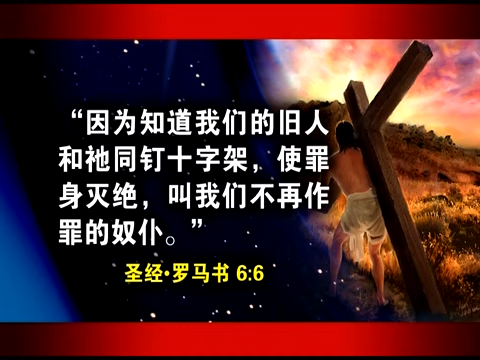 “因为知道我们的旧人
和祂同钉十字架，使罪
身灭绝，叫我们不再作
罪的奴仆。”
圣经•罗马书 6:6